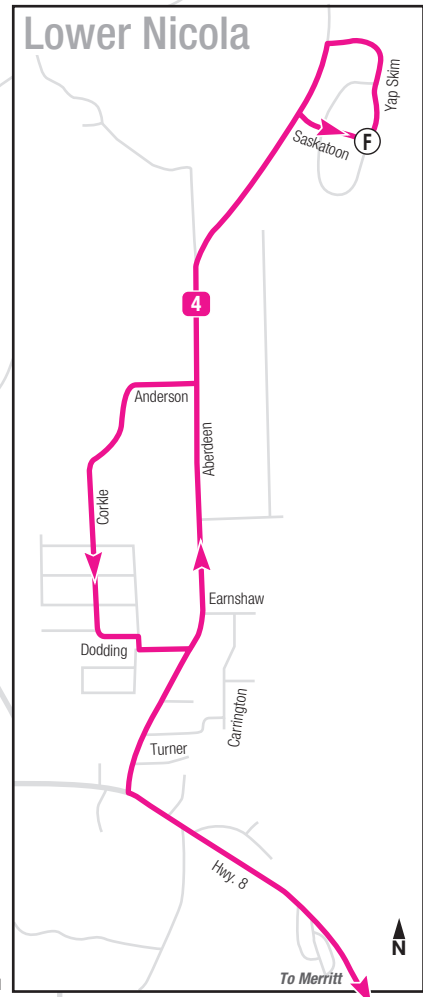 Lower Nicola
Yap Skim
Saskatoon
F
4
Anderson
Aberdeen
Corkle
Earnshaw
Dodding
Carrington
Turner
Hwy. 8
N
To Merritt